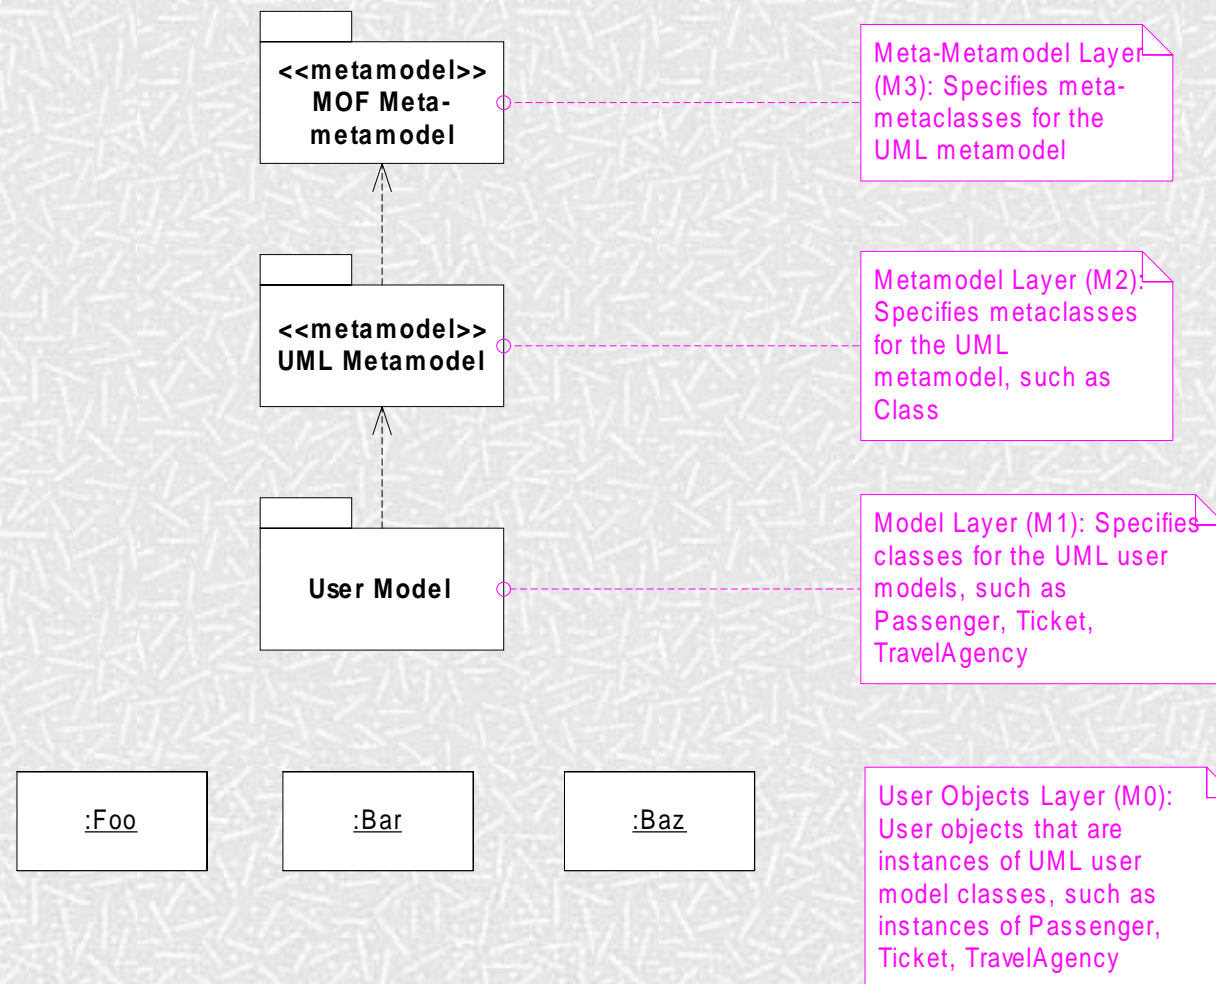 <<metamodel>>
MOF Meta-
metamodel
Meta-Metamodel Layer
(M3): Specifies meta-
metaclasses for the
UML metamodel
<<metamodel>>
UML Metamodel
Metamodel Layer (M2):
Specifies metaclasses
for the UML
metamodel, such as
Class
User Model
Model Layer (M1): Specifies
classes for the UML user
models, such as
Passenger, Ticket,
TravelAgency
:Foo
:Bar
:Baz
User Objects Layer (M0):
User objects that are
instances of UML user
model classes, such as
instances of Passenger,
Ticket, TravelAgency